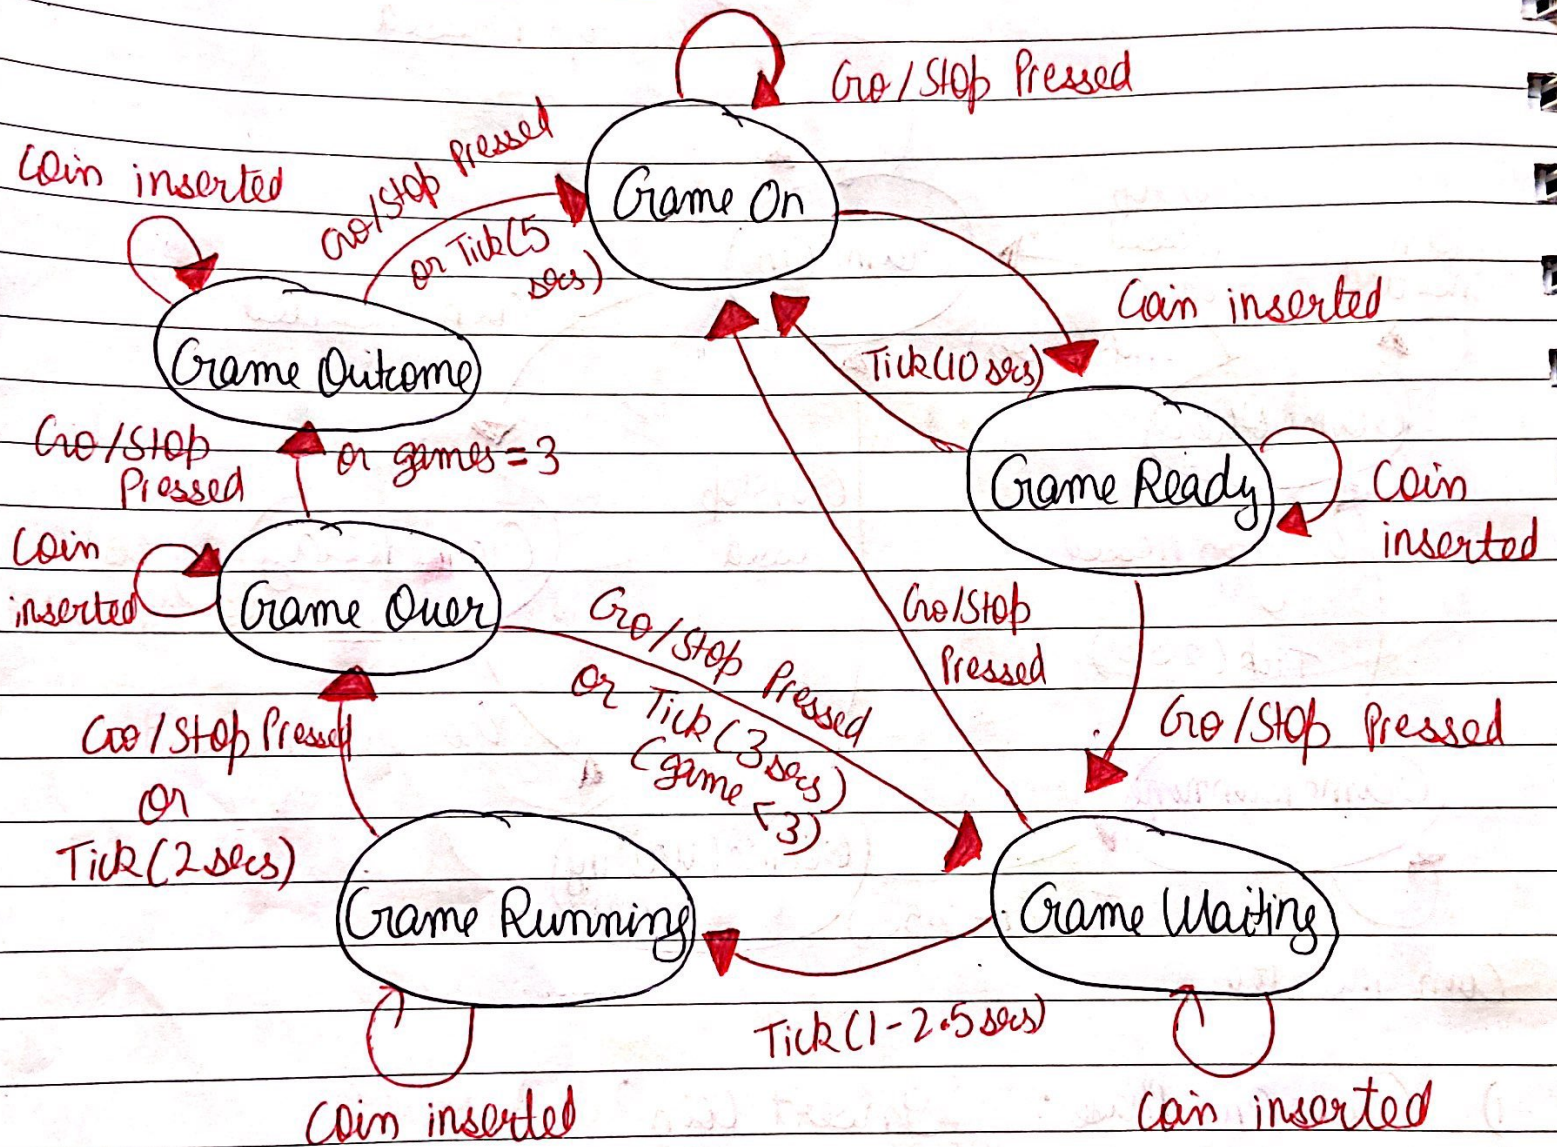 Go/Stop Pressed
Game On
Coin inserted
Go/Stop Pressed
or Tick(5
secs)
Game Outcome
Coin inserted
Tick(10 secs)
Game Ready
Coin
inserted
Go/Stop
Pressed
or games = 3
Coin
inserted
Game Over
Go/Stop Pressed
or Tick (3 secs)
(game < 3)
Go/Stop
Pressed
Go/Stop Pressed
Go/Stop Pressed
or
Tick(2 secs)
Game Running
Game Waiting
Tick(1-2.5 secs)
Coin inserted
Coin inserted